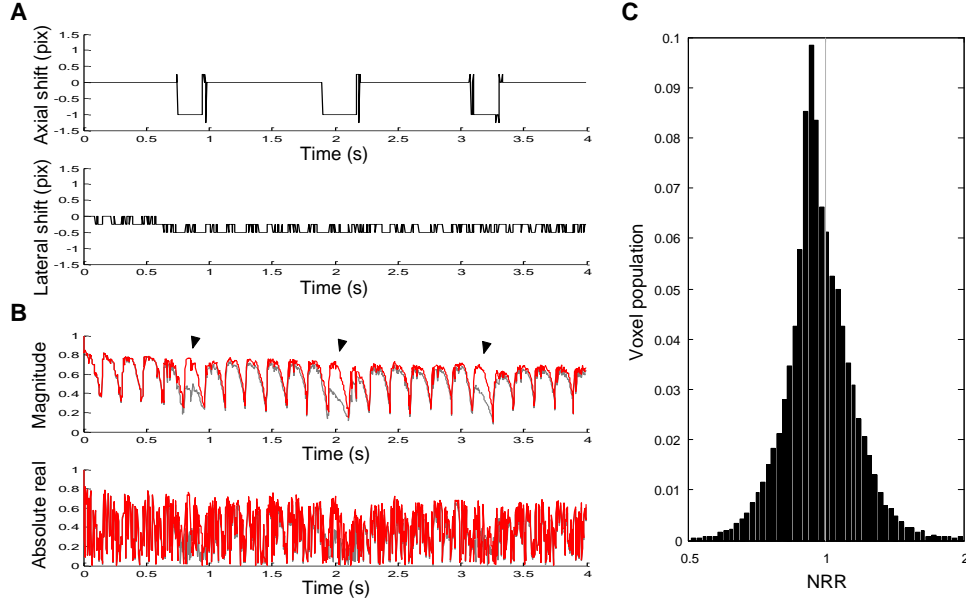 A
Axial shift (pix)
1.5
1
0.5
0
-0.5
-1
-1.5
0 0.5 1 1.5 2 2.5 3 3.5 4
Time (s)
Lateral shift (pix)
1.5
1
0.5
0
-0.5
-1
-1.5
0 0.5 1 1.5 2 2.5 3 3.5 4
Time (s)
B
Magnitude
1
0.8
0.6
0.4
0.2
0
0 0.5 1 1.5 2 2.5 3 3.5 4
Time (s)
Absolute real
1
0.8
0.6
0.4
0.2
0
0 0.5 1 1.5 2 2.5 3 3.5 4
Time (s)
C
Voxel population
0.1
0.09
0.08
0.07
0.06
0.05
0.04
0.03
0.02
0.01
0
0.5 1 2
NRR